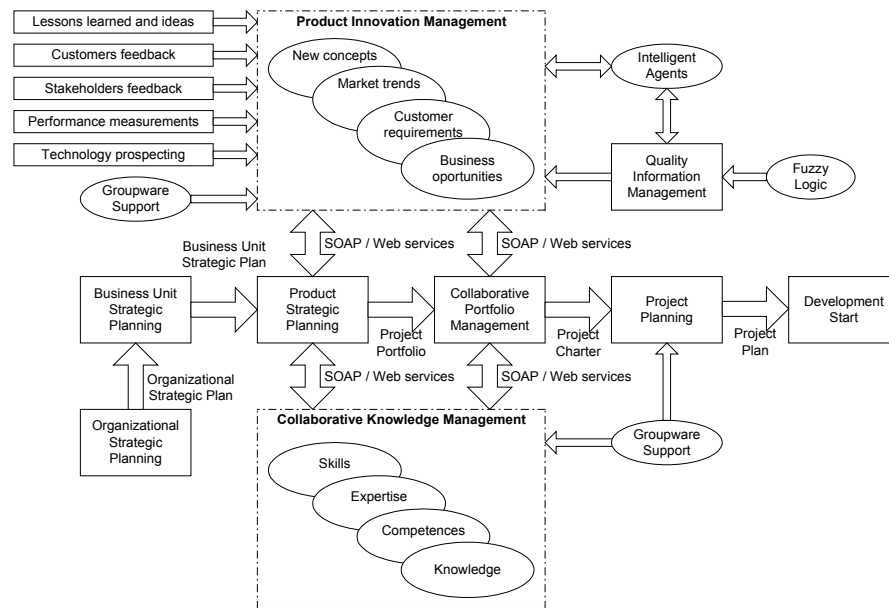 Lessons learned and ideas
Customers feedback
Stakeholders feedback
Performance measurements
Technology prospecting
Groupware
Support
Product Innovation Management
New concepts
Market trends
Customer
requirements
Business
oportunities
Intelligent
Agents
Quality
Information
Management
Fuzzy
Logic
Business Unit
Strategic Plan
SOAP / Web services
SOAP / Web services
Business Unit
Strategic
Planning
Product
Strategic
Planning
Project
Portfolio
Collaborative
Portfolio
Management
Project
Charter
Project
Planning
Project
Plan
Development
Start
Organizational
Strategic Plan
SOAP / Web services
SOAP / Web services
Organizational
Strategic
Planning
Collaborative Knowledge Management
Skills
Expertise
Competences
Knowledge
Groupware
Support